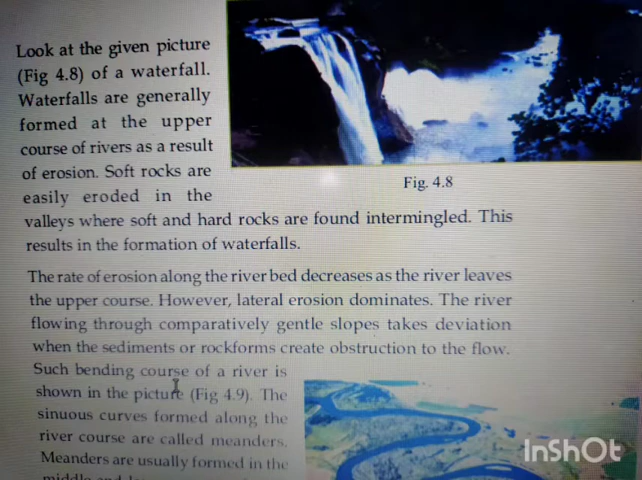 Look at the given picture
(Fig 4.8) of a waterfall.
Waterfalls are generally
formed at the upper
course of rivers as a result
of erosion. Soft rocks are
easily eroded in the
Fig. 4.8
valleys where soft and hard rocks are found intermingled. This
results in the formation of waterfalls.
The rate of erosion along the river bed decreases as the river leaves
the upper course. However, lateral erosion dominates. The river
flowing through comparatively gentle slopes takes deviation
when the sediments or rockforms create obstruction to the flow.
Such bending course of a river is
shown in the picture (Fig 4.9). The
sinuous curves formed along the
river course are called meanders.
Meanders are usually formed in the
middle and
InShOt